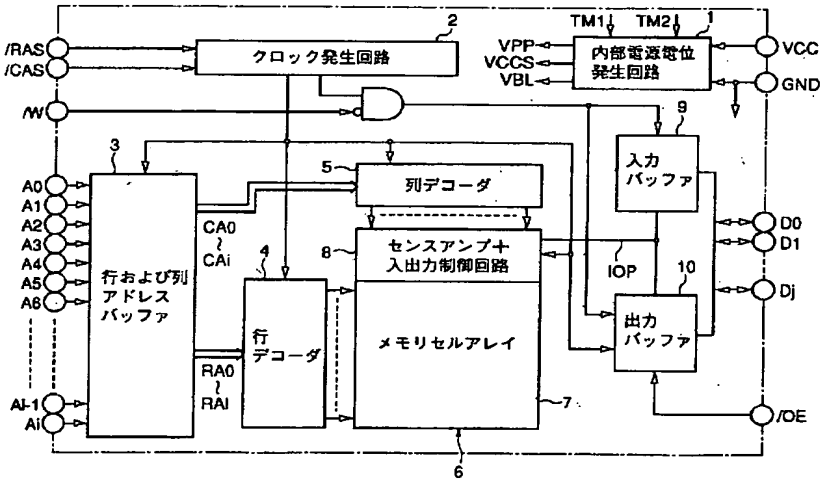 TM1 TM2 1
2
/RAS
/CAS
クロック発生回路
VPP
VCCS
VBL
内部電源電位
発生回路
VCC
GND
/W
3
9
5
入力
バッファ
A0
A1
A2
A3
A4
A5
A6
Ai-1
Ai
行および列
アドレス
バッファ
CA0
~
CAi
列デコーダ
8
センスアンプ+
入出力制御回路
IOP
D0
D1
Dj
4
行
デコーダ
RA0
~
RAi
メモリセルアレイ
10
出力
バッファ
7
6
/OE